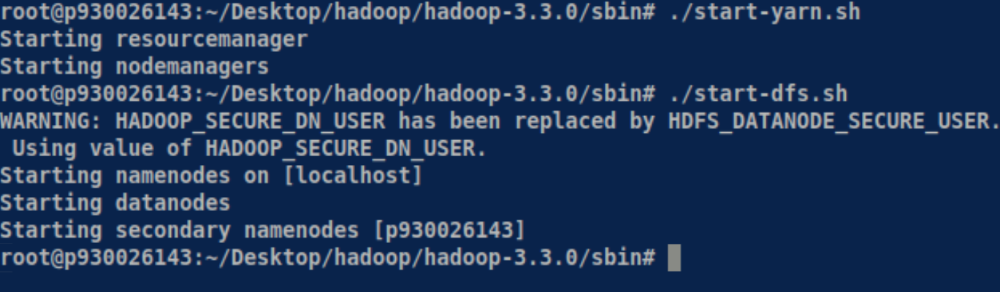 root@p930026143:~/Desktop/hadoop/hadoop-3.3.0/sbin# ./start-yarn.sh
Starting resourcemanager
Starting nodemanagers
root@p930026143:~/Desktop/hadoop/hadoop-3.3.0/sbin# ./start-dfs.sh
WARNING: HADOOP_SECURE_DN_USER has been replaced by HDFS_DATANODE_SECURE_USER.
 Using value of HADOOP_SECURE_DN_USER.
Starting namenodes on [localhost]
Starting datanodes
Starting secondary namenodes [p930026143]
root@p930026143:~/Desktop/hadoop/hadoop-3.3.0/sbin#